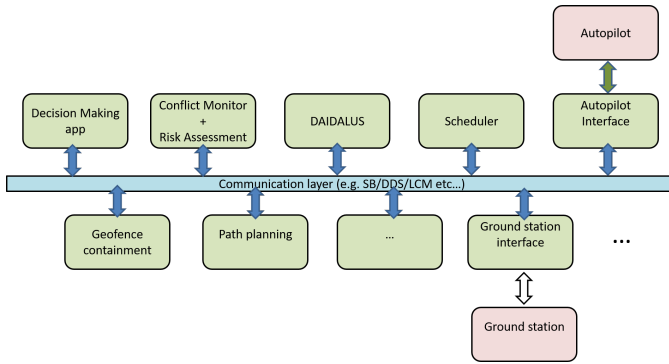 Autopilot
Decision Making
app
Conflict Monitor
+
Risk Assessment
DAIDALUS
Scheduler
Autopilot
Interface
Communication layer (e.g. SB/DDS/LCM etc...)
Geofence
containment
Path planning
...
Ground station
interface
...
Ground station